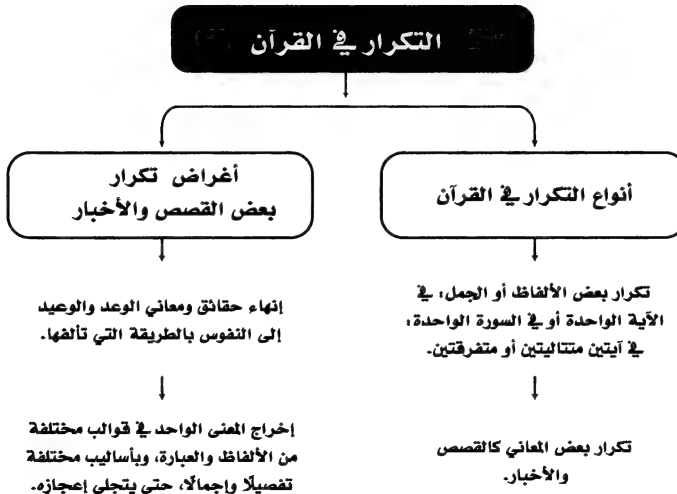 التكرار في القرآن
أنواع التكرار في القرآن
تكرار بعض الألفاظ أو الجمل، في
الآية الواحدة أو في السورة الواحدة،
في آيتين متتاليتين أو متفرقتين.
تكرار بعض المعاني كالقصص
والأخبار.
أغراض تكرار
بعض القصص والأخبار
إنهاء حقائق ومعاني الوعد والوعيد
إلى النفوس بالطريقة التي تألفها.
إخراج المعنى الواحد في قوالب مختلفة
من الألفاظ والعبارة، وبأساليب مختلفة
تفصيلًا وإجمالًا، حتى يتجلى إعجازه.